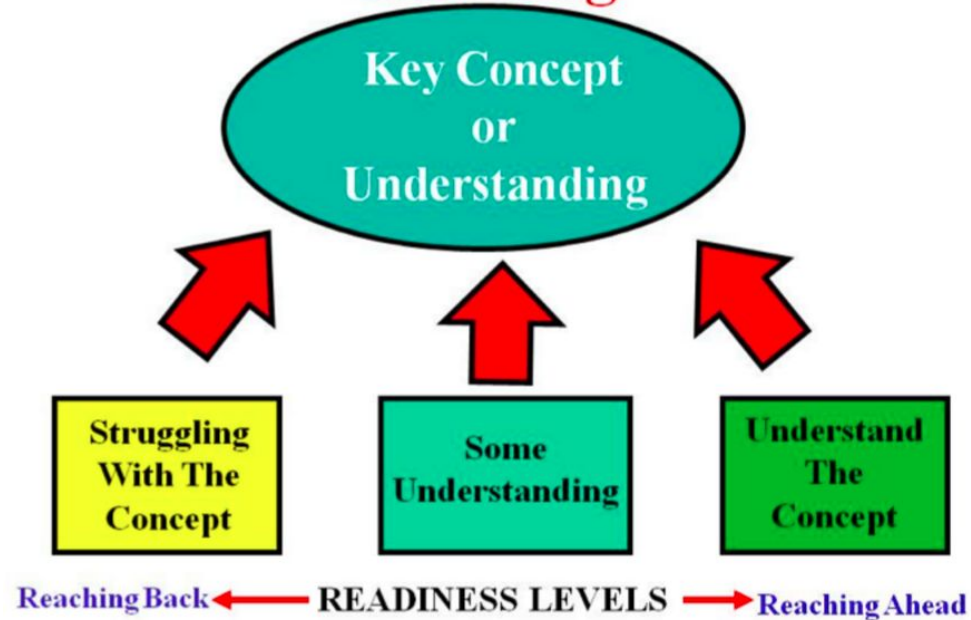 Key Concept
or
Understanding
Struggling
With The
Concept
Some
Understanding
Understand
The
Concept
Reaching Back
READINESS LEVELS
Reaching Ahead